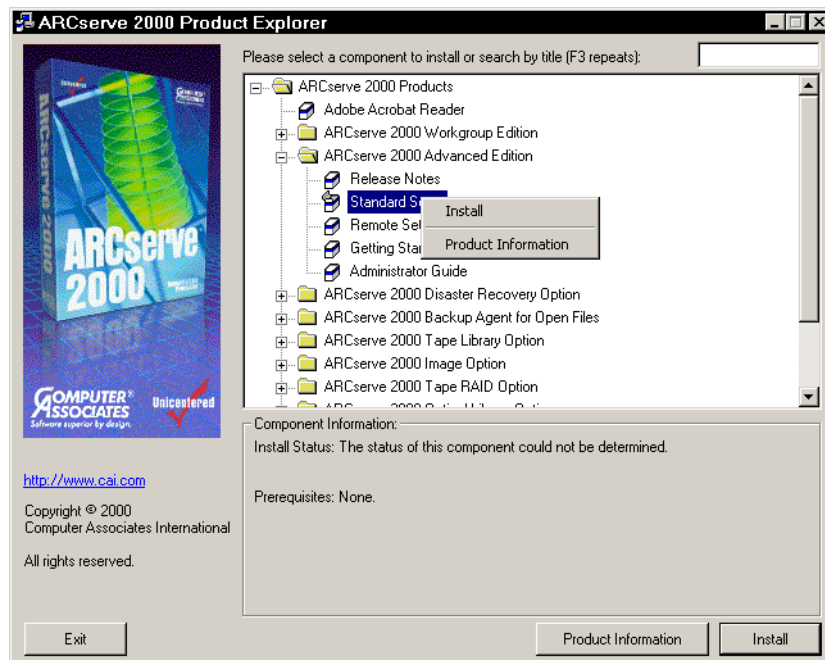 ARCserve 2000 Product Explorer
Please select a component to install or search by title (F3 repeats):
ARCserve 2000 Products
Adobe Acrobat Reader
ARCserve 2000 Workgroup Edition
ARCserve 2000 Advanced Edition
Release Notes
Standard
Install
Remote
Product Information
Getting
Administrator Guide
ARCserve 2000 Disaster Recovery Option
ARCserve 2000 Backup Agent for Open Files
ARCserve 2000 Tape Library Option
ARCserve 2000 Image Option
ARCserve 2000 Tape RAID Option
ARCserve 2000
ARCserve
2000
COMPUTER®
ASSOCIATES
Software superior by design.
Unicentered
Component Information:
Install Status: The status of this component could not be determined.
Prerequisites: None.
http://www.cai.com
Copyright © 2000
Computer Associates International
All rights reserved.
Exit
Product Information
Install